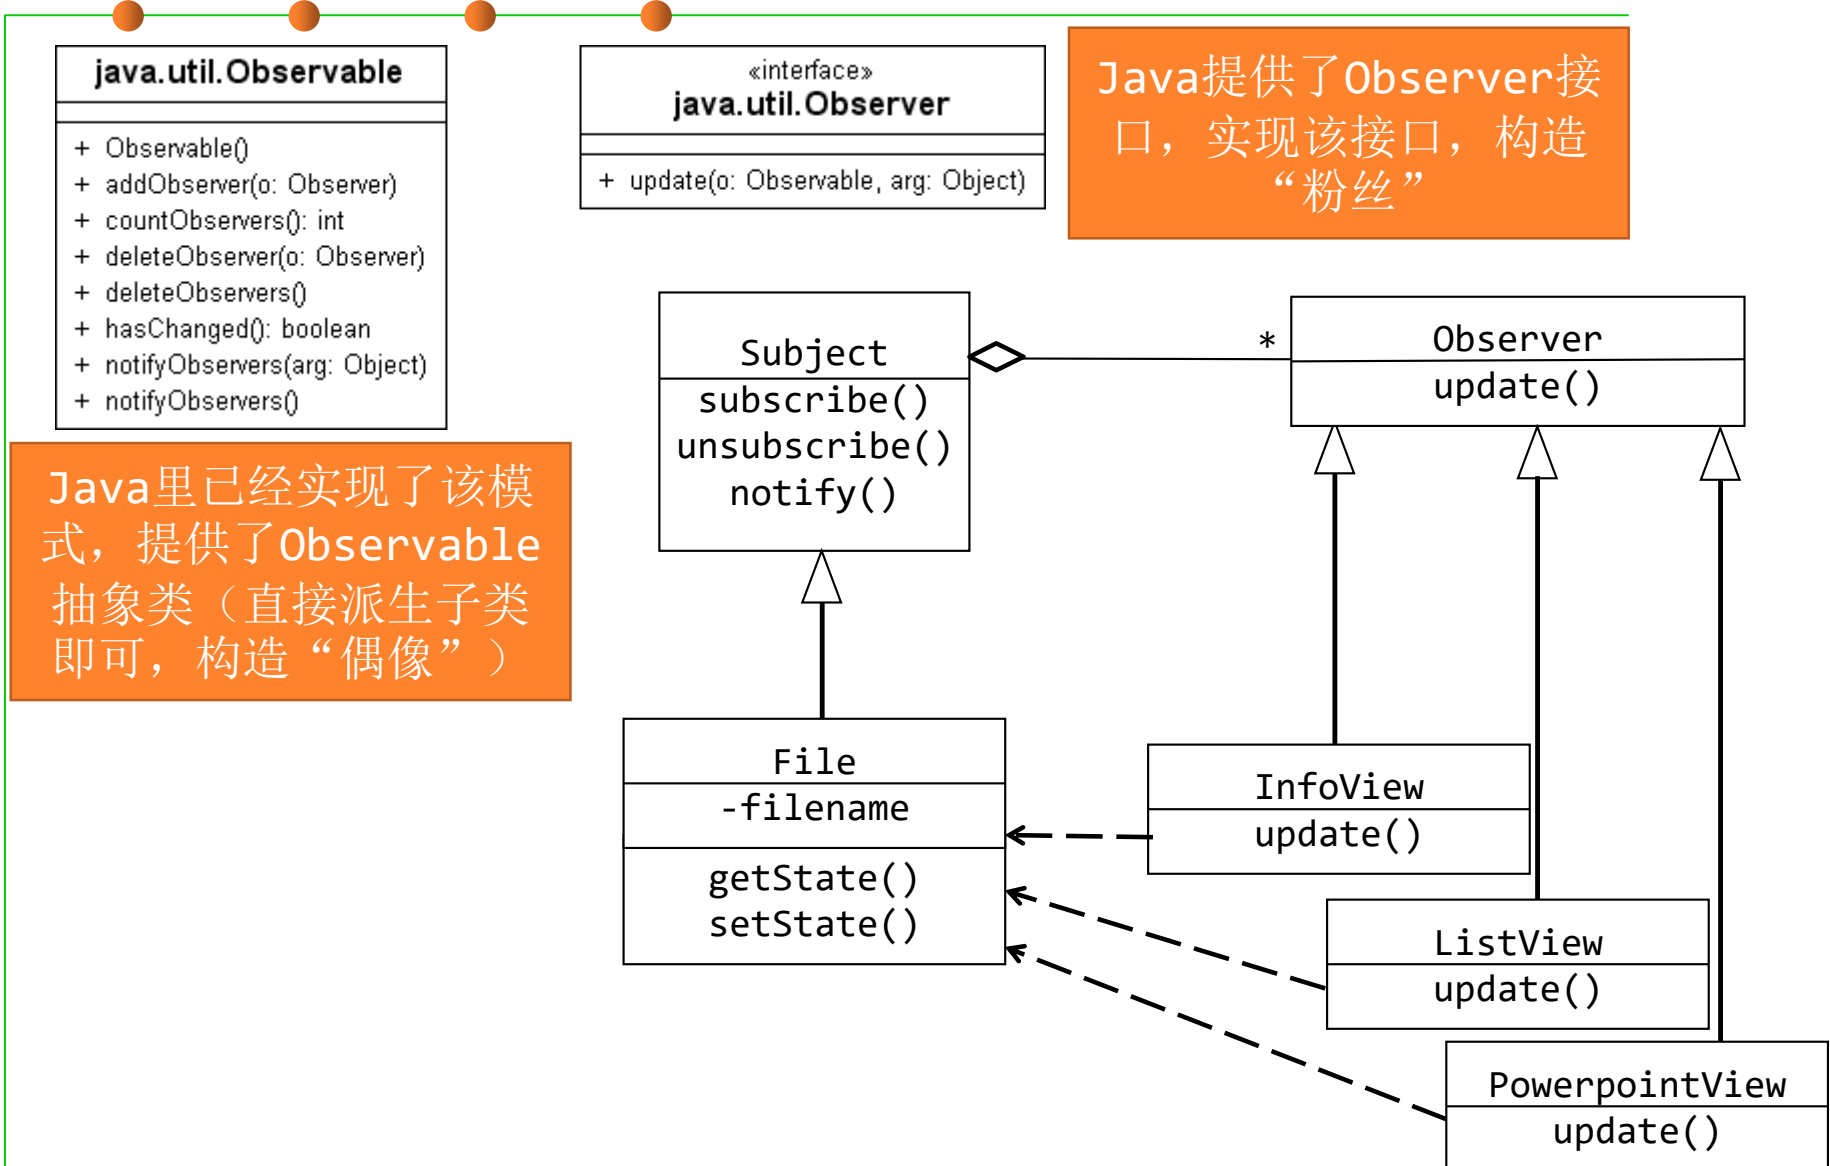 java.util.Observable
+ Observable()
+ addObserver(o: Observer)
+ countObservers(): int
+ deleteObserver(o: Observer)
+ deleteObservers()
+ hasChanged(): boolean
+ notifyObservers(arg: Object)
+ notifyObservers()
«interface»
java.util.Observer
+ update(o: Observable, arg: Object)
Java提供了Observer接
口，实现该接口，构造
“粉丝”
Java里已经实现了该模
式，提供了Observable
抽象类（直接派生子类
即可，构造“偶像”）
Subject
subscribe()
unsubscribe()
notify()
*
Observer
update()
File
-filename
getState()
setState()
InfoView
update()
ListView
update()
PowerpointView
update()